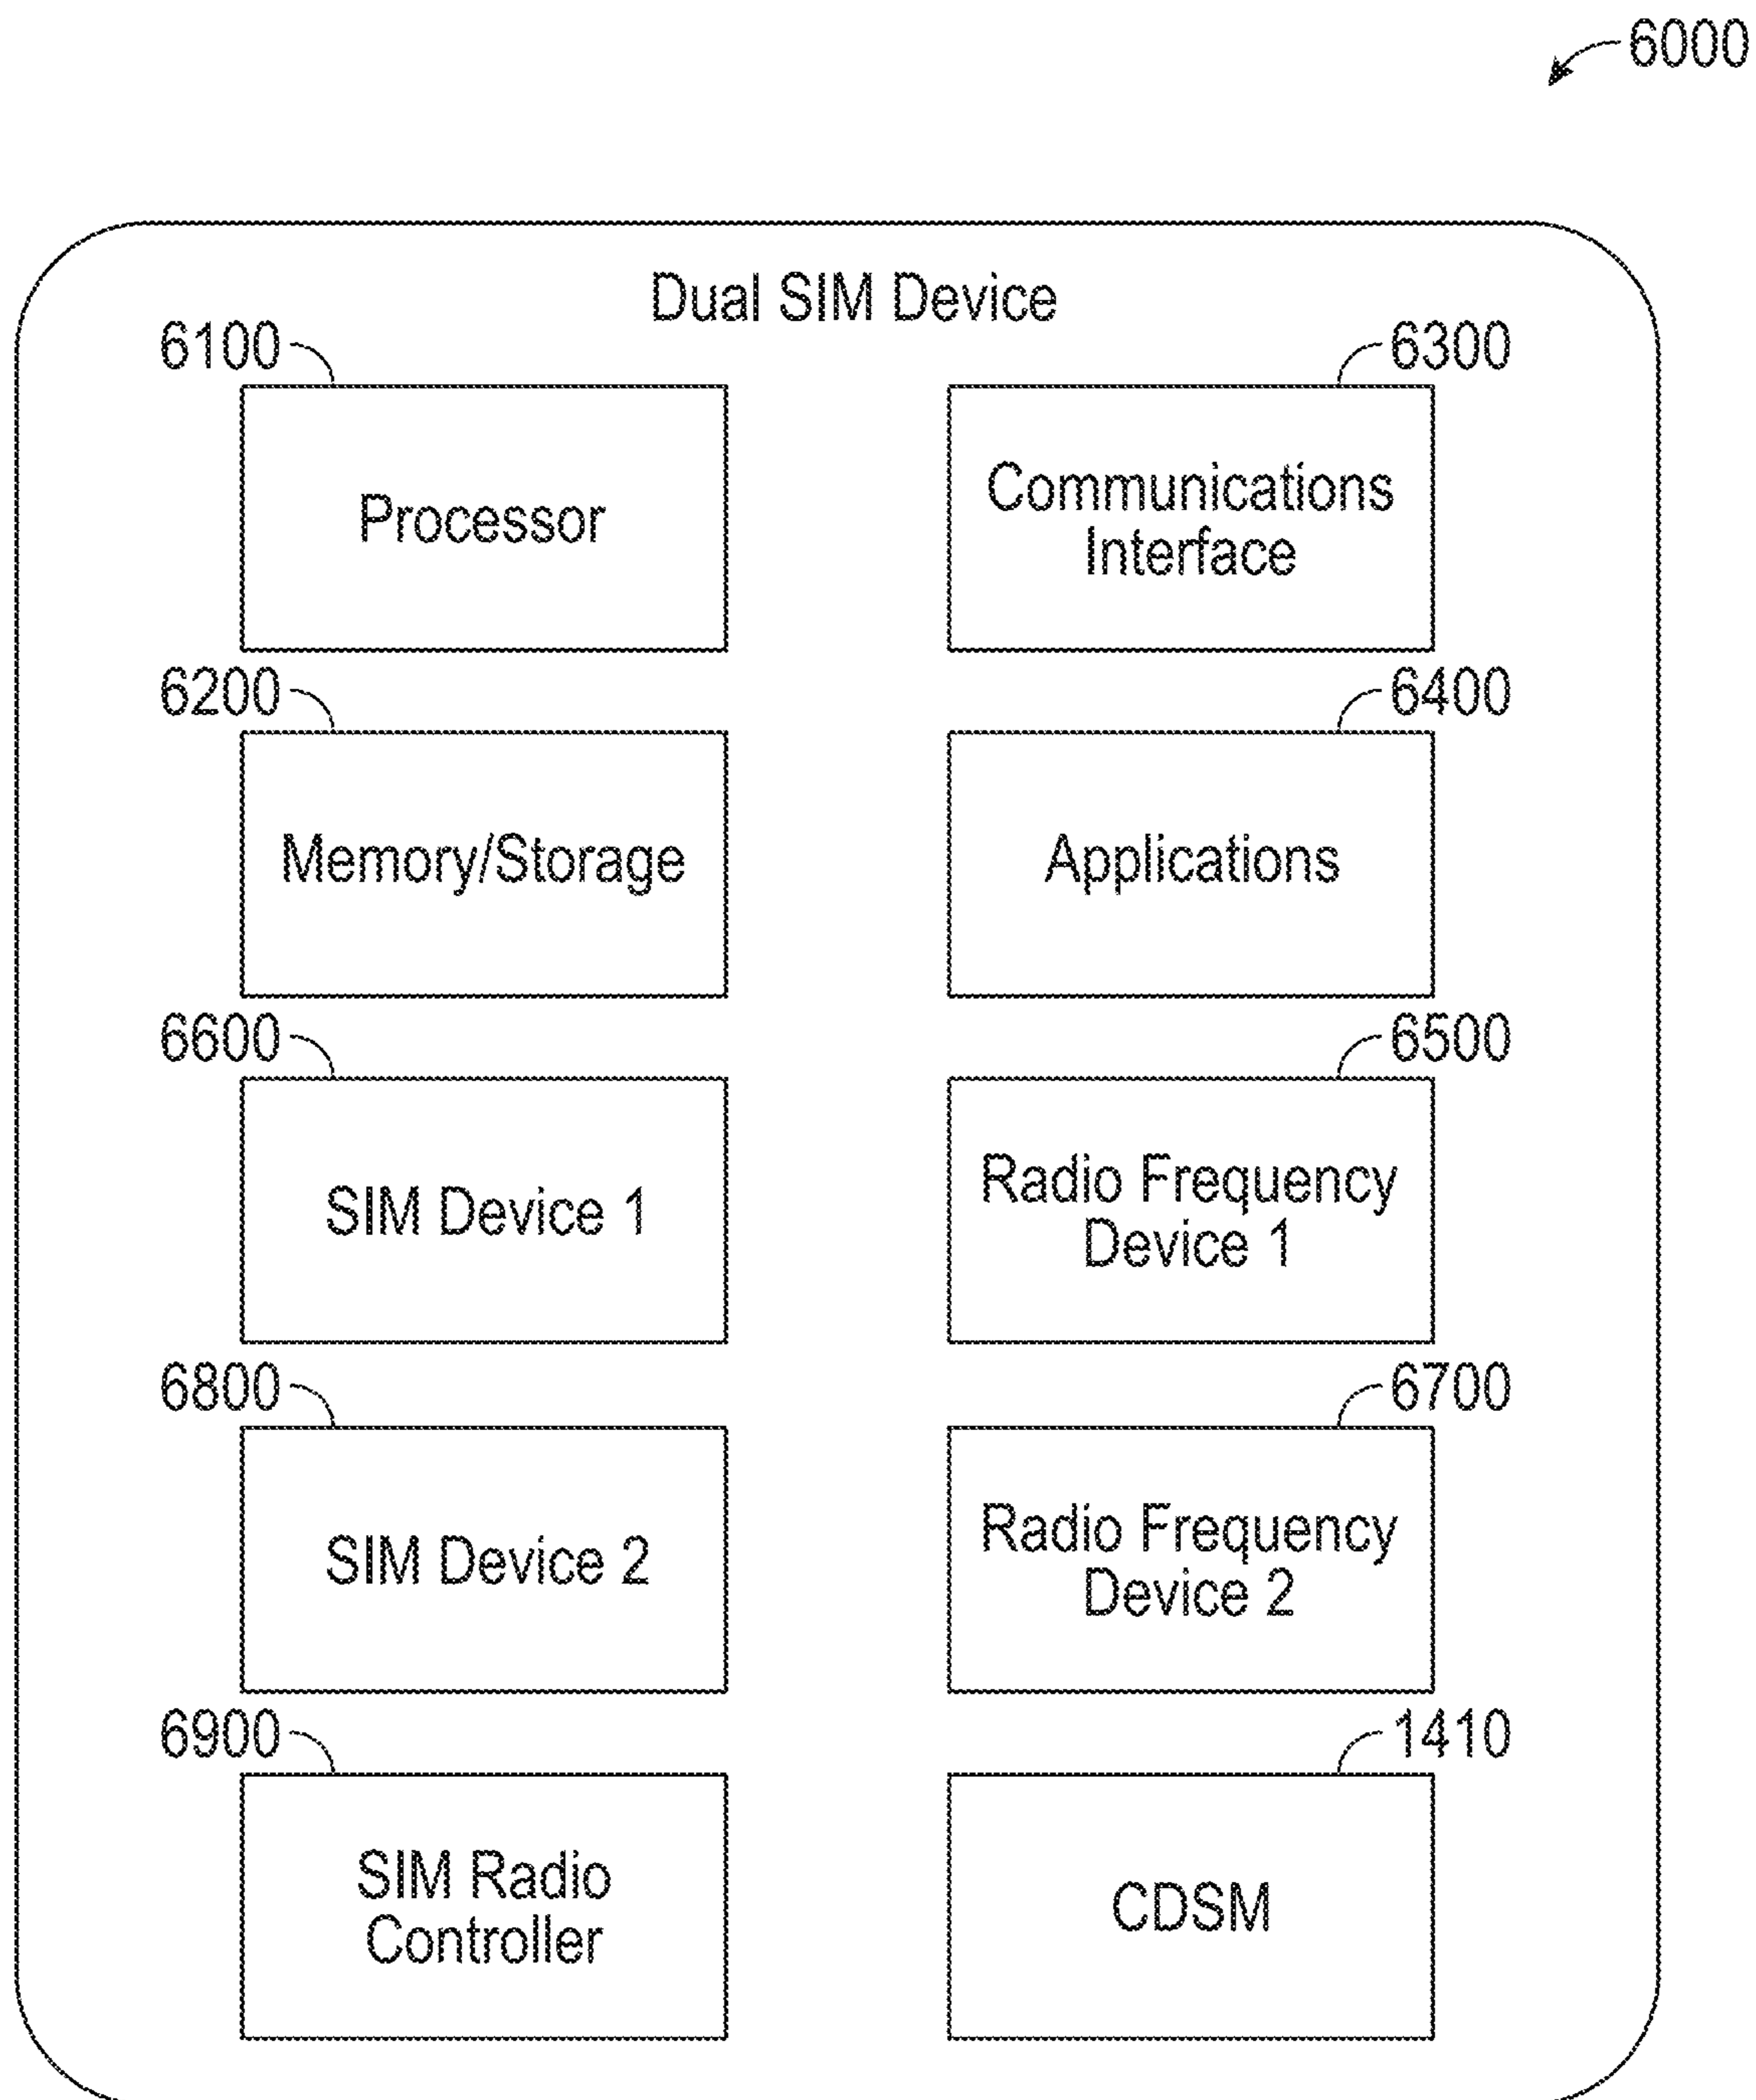 6000
Dual SIM Device
6100
6300
Processor
Communications
Interface
6200
6400
Memory/Storage
Applications
6600
6500
SIM Device 1
Radio Frequency
Device 1
6800
6700
SIM Device 2
Radio Frequency
Device 2
6900
1410
SIM Radio
Controller
CDSM